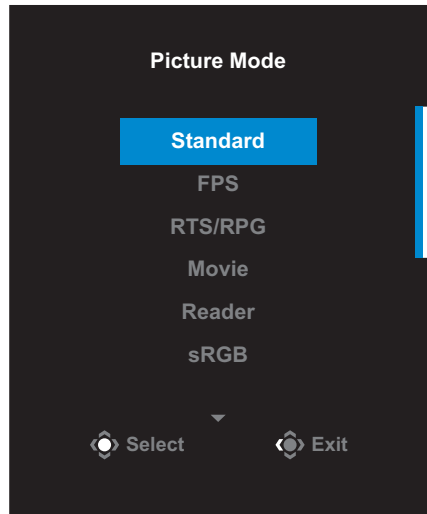 Picture Mode
Standard
FPS
RTS/RPG
Movie
Reader
sRGB
Select Exit